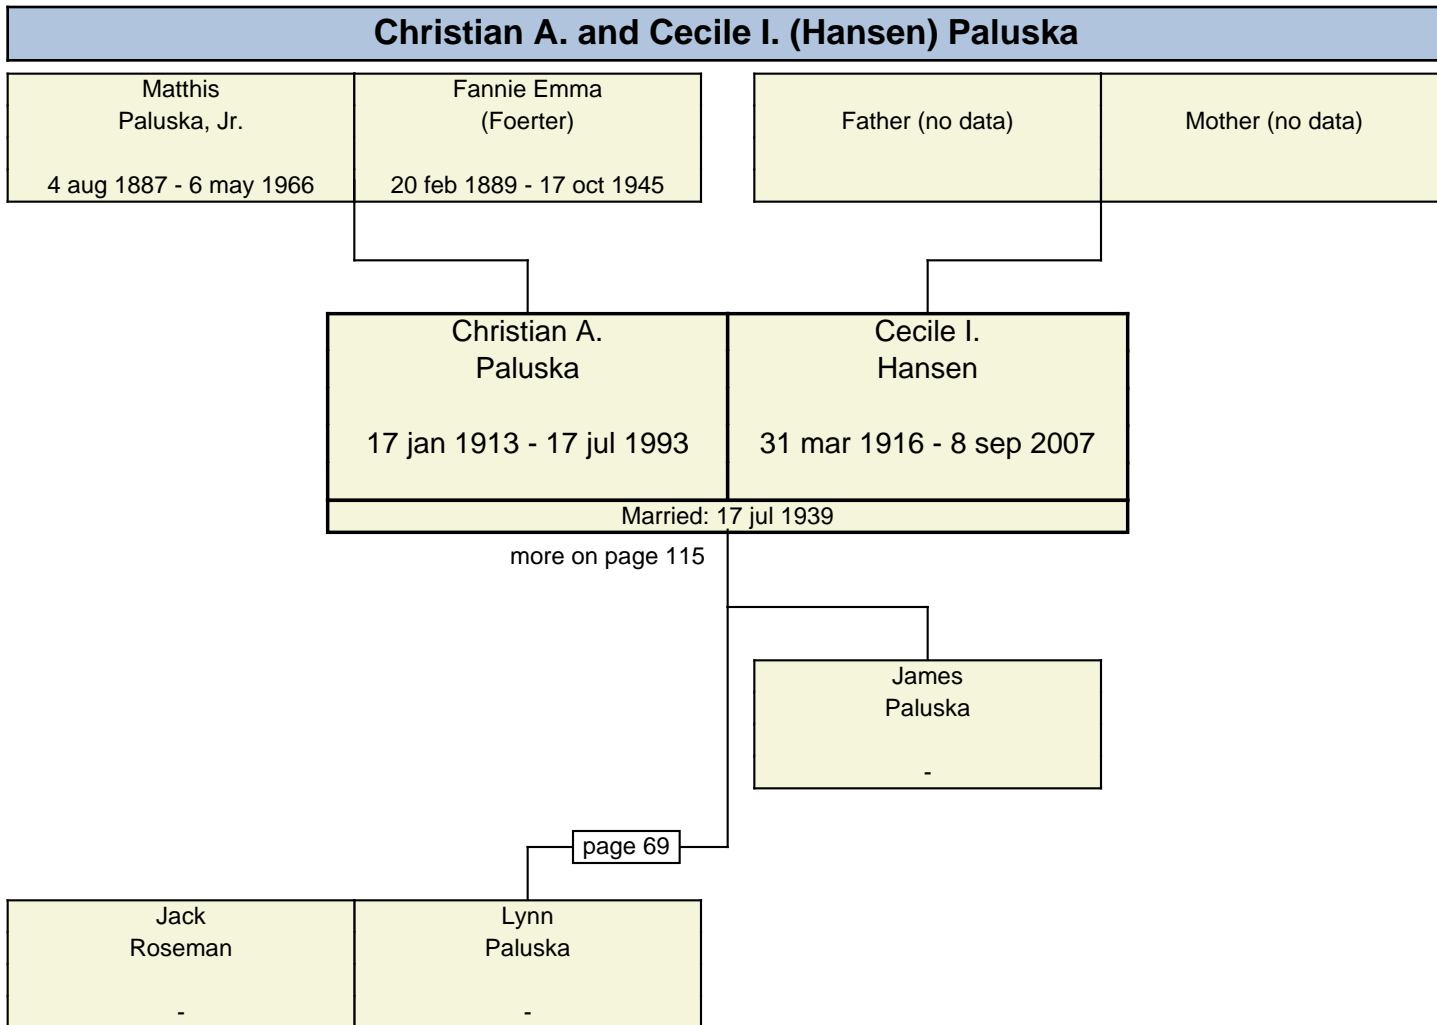 Christian A. and Cecile I. (Hansen) Paluska
Matthis
Paluska, Jr.
4 aug 1887 - 6 may 1966
Fannie Emma
(Foerter)
20 feb 1889 - 17 oct 1945
Father (no data)
Mother (no data)
Christian A.
Paluska
17 jan 1913 - 17 jul 1993
Cecile I.
Hansen
31 mar 1916 - 8 sep 2007
Married: 17 jul 1939
more on page 115
James
Paluska
-
page 69
Jack
Roseman
-
Lynn
Paluska
-